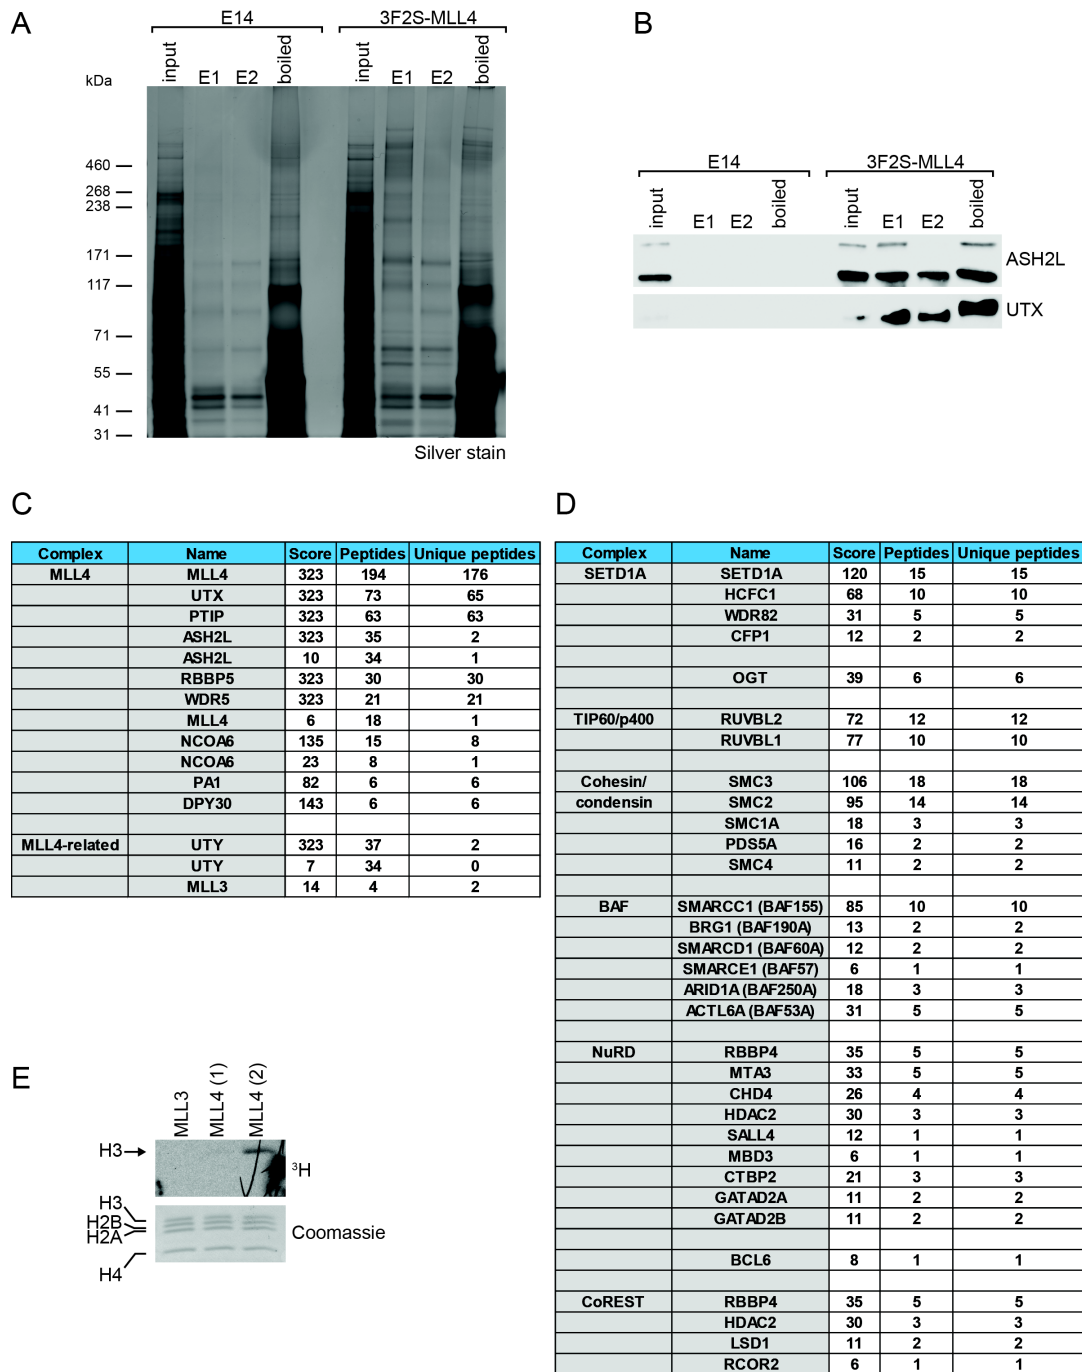 A
E14
3F2S-MLL4
input
E1
E2
boiled
input
E1
E2
boiled
kDa
460
268
238
171
117
71
55
41
31
Silver stain
B
E14
3F2S-MLL4
input
E1
E2
boiled
input
E1
E2
boiled
ASH2L
UTX
C
Complex Name Score Peptides Unique peptides
MLL4 MLL4 323 194 176
UTX 323 73 65
PTIP 323 63 63
ASH2L 323 35 2
ASH2L 10 34 1
RBBP5 323 30 30
WDR5 323 21 21
MLL4 6 18 1
NCOA6 135 15 8
NCOA6 23 8 1
PA1 82 6 6
DPY30 143 6 6
MLL4-related UTY 323 37 2
UTY 7 34 0
MLL3 14 4 2
D
Complex Name Score Peptides Unique peptides
SETD1A SETD1A 120 15 15
HCFC1 68 10 10
WDR82 31 5 5
CFP1 12 2 2
OGT 39 6 6
TIP60/p400 RUVBL2 72 12 12
RUVBL1 77 10 10
Cohesin/ SMC3 106 18 18
condensin SMC2 95 14 14
SMC1A 18 3 3
PDS5A 16 2 2
SMC4 11 2 2
BAF SMARCC1 (BAF155) 85 10 10
BRG1 (BAF190A) 13 2 2
SMARCD1 (BAF60A) 12 2 2
SMARCE1 (BAF57) 6 1 1
ARID1A (BAF250A) 18 3 3
ACTL6A (BAF53A) 31 5 5
NuRD RBBP4 35 5 5
MTA3 33 5 5
CHD4 26 4 4
HDAC2 30 3 3
SALL4 12 1 1
MBD3 6 1 1
CTBP2 21 3 3
GATAD2A 11 2 2
GATAD2B 11 2 2
BCL6 8 1 1
CoREST RBBP4 35 5 5
HDAC2 30 3 3
LSD1 11 2 2
RCOR2 6 1 1
E
MLL3
MLL4 (1)
MLL4 (2)
H3
³H
H3
H2B
H2A
H4
Coomassie